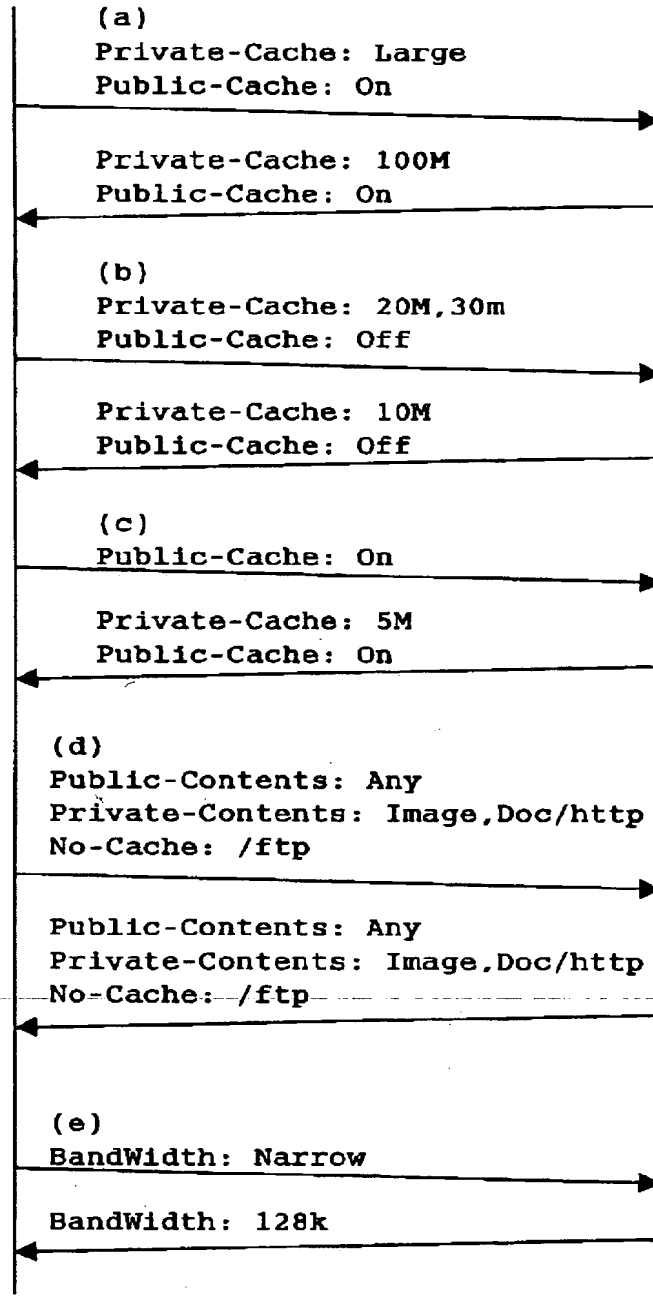 (a)
Private-Cache: Large
Public-Cache: On
Private-Cache: 100M
Public-Cache: On
(b)
Private-Cache: 20M,30m
Public-Cache: Off
Private-Cache: 10M
Public-Cache: Off
(c)
Public-Cache: On
Private-Cache: 5M
Public-Cache: On
(d)
Public-Contents: Any
Private-Contents: Image,Doc/http
No-Cache: /ftp
Public-Contents: Any
Private-Contents: Image,Doc/http
No-Cache: /ftp
(e)
BandWidth: Narrow
BandWidth: 128k